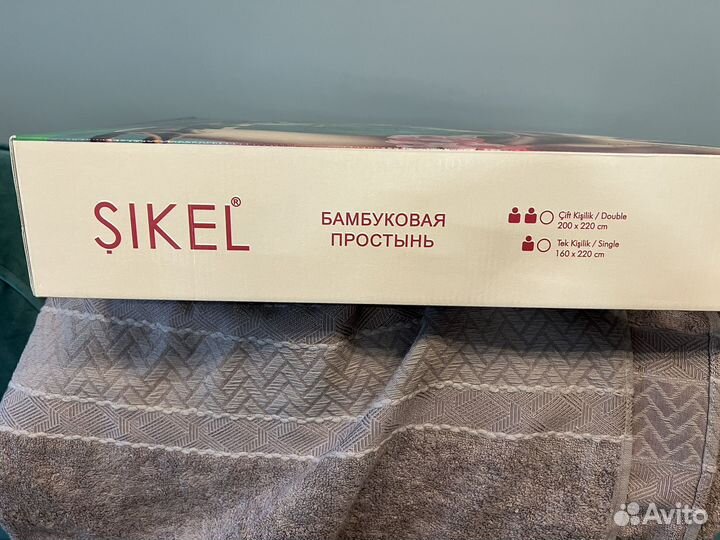 ŞIKEL®
БАМБУКОВАЯ
ПРОСТЫНЬ
Çift Kişilik / Double
200 x 220 cm
Tek Kişilik / Single
160 x 220 cm
Avito